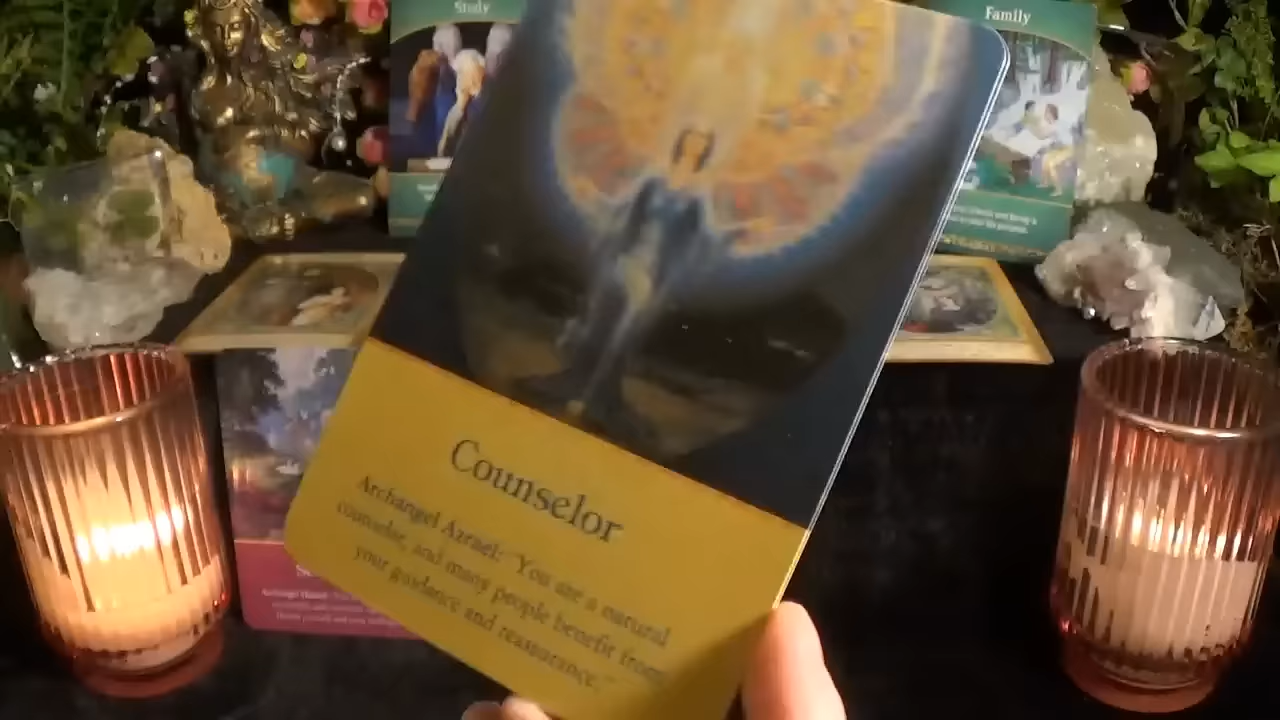 Study
Family
Counselor
Archangel Azrael: "You are a natural
counselor, and many people benefit from
your guidance and reassurance."